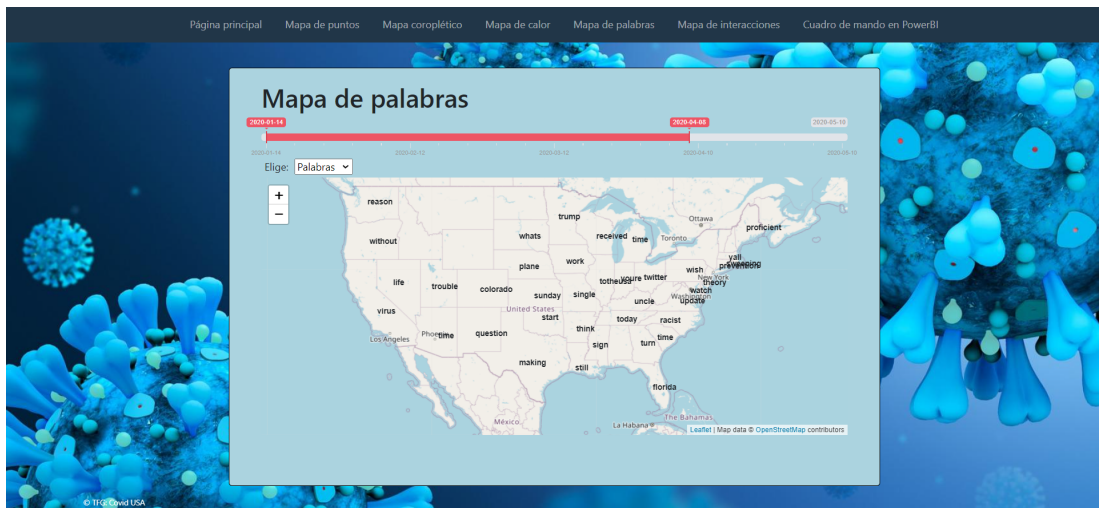 Página principal Mapa de puntos Mapa coroplético Mapa de calor Mapa de palabras Mapa de interacciones Cuadro de mando en PowerBI
Mapa de palabras
2020-01-14 2020-04-08 2020-05-10
2020-01-14 2020-02-12 2020-03-12 2020-04-10 2020-05-10
Elige: Palabras
+
−
reason
trump
Ottawa
proficient
without
whats
received time Toronto
yall
plane
work
wish
prevention
sweeping
life
trouble
colorado
totheusa
youre twitter
New York
theory
sunday
single
uncle
watch
Washington
update
virus
United States
start
today
racist
Los Angeles
Phoenix
time
question
think
sign
turn
time
making
still
florida
México
La Habana
The Bahamas
Leaflet | Map data © OpenStreetMap contributors
© TFG Covid USA